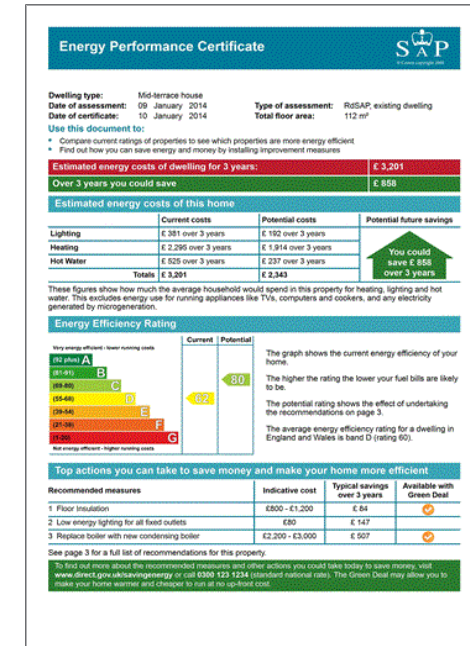 Energy Performance Certificate
SAP
Dwelling type: Mid-terrace house
Date of assessment: 09 January 2014 Type of assessment: RdSAP, existing dwelling
Date of certificate: 10 January 2014 Total floor area: 112 m²
Use this document to:
• Compare current ratings of properties to see which properties are more energy efficient
• Find out how you can save energy and money by installing improvement measures
Estimated energy costs of dwelling for 3 years: £ 3,201
Over 3 years you could save £ 858
Estimated energy costs of this home
Current costs Potential costs Potential future savings
Lighting £ 381 over 3 years £ 192 over 3 years
Heating £ 2,295 over 3 years £ 1,914 over 3 years
Hot Water £ 525 over 3 years £ 237 over 3 years
Totals £ 3,201 £ 2,343
You could
save £ 858
over 3 years
These figures show how much the average household would spend in this property for heating, lighting and hot
water. This excludes energy use for running appliances like TVs, computers and cookers, and any electricity
generated by microgeneration.
Energy Efficiency Rating
Current Potential
Very energy efficient - lower running costs
(92 plus) A
(81-91) B
(69-80) C
(55-68) D
(39-54) E
(21-38) F
(1-20) G
Not energy efficient - higher running costs
62
80
The graph shows the current energy efficiency of your
home.
The higher the rating the lower your fuel bills are likely
to be.
The potential rating shows the effect of undertaking
the recommendations on page 3.
The average energy efficiency rating for a dwelling in
England and Wales is band D (rating 60).
Top actions you can take to save money and make your home more efficient
Recommended measures Indicative cost Typical savings over 3 years Available with Green Deal
1 Floor Insulation £800 - £1,200 £ 84
2 Low energy lighting for all fixed outlets £80 £ 147
3 Replace boiler with new condensing boiler £2,200 - £3,000 £ 507
See page 3 for a full list of recommendations for this property.
To find out more about the recommended measures and other actions you could take today to save money, visit
www.direct.gov.uk/savingenergy or call 0300 123 1234 (standard national rate). The Green Deal may allow you to
make your home warmer and cheaper to run at no up-front cost.